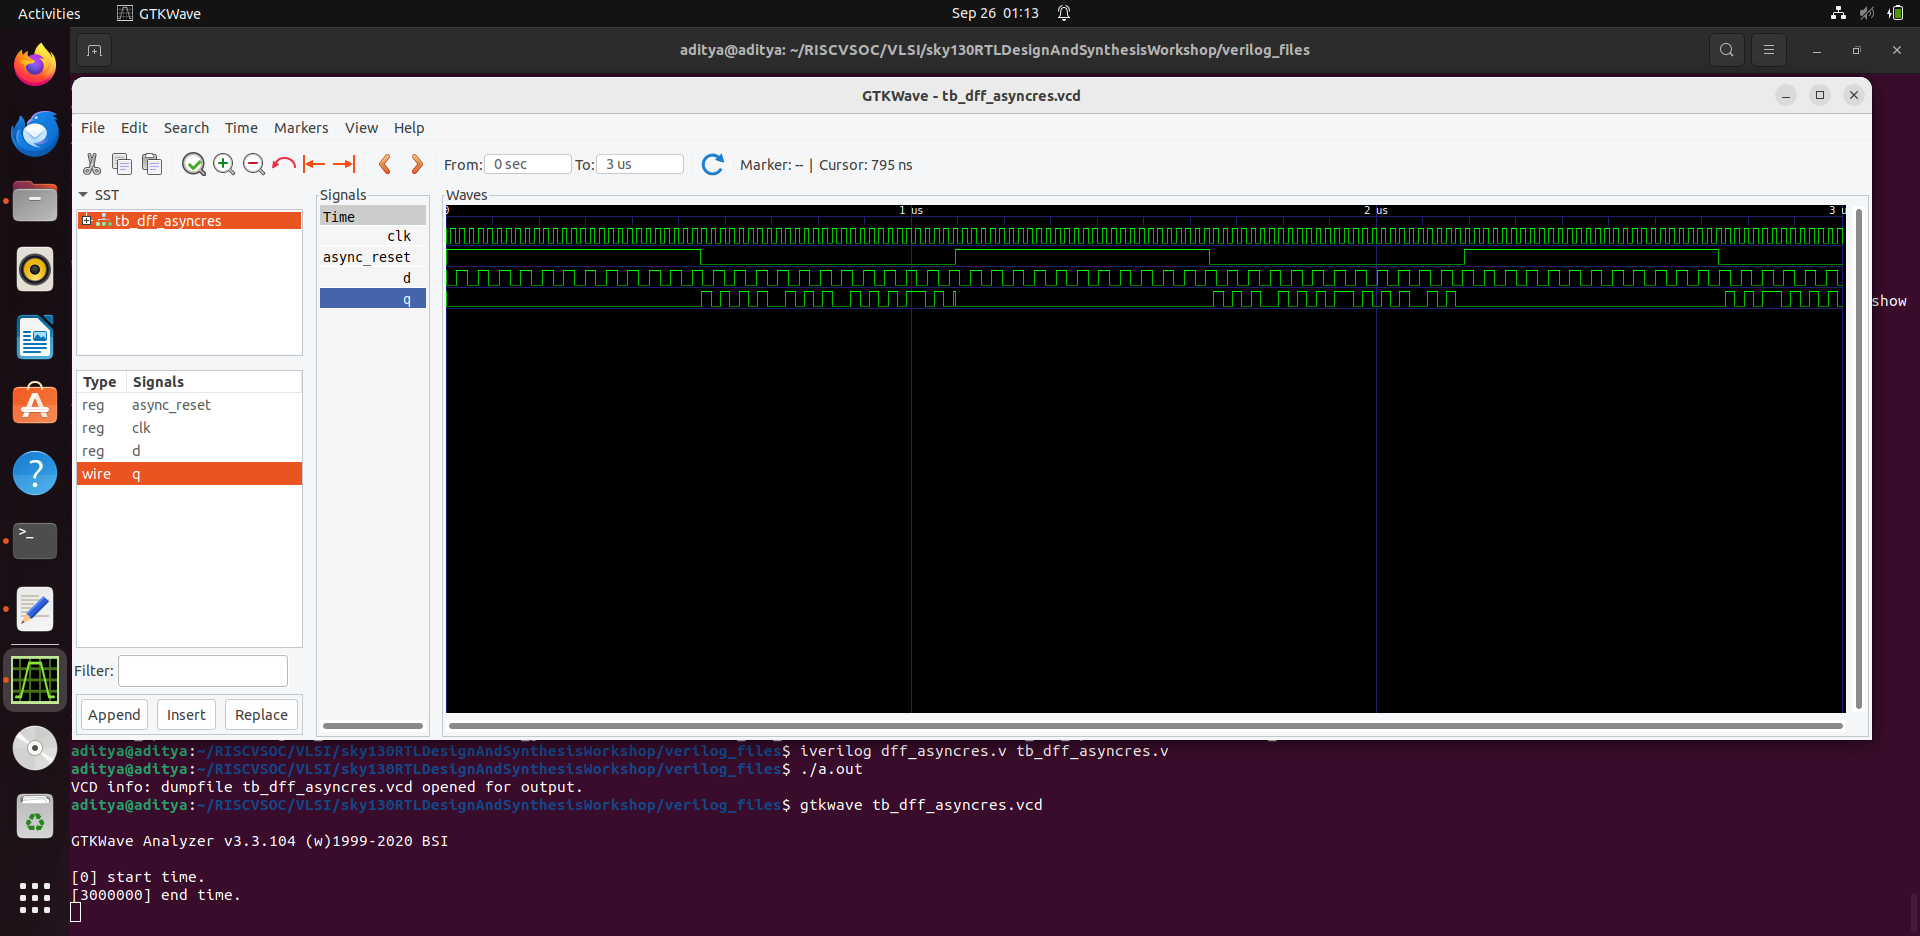 Activities GTKWave Sep 26 01:13
aditya@aditya: ~/RISCVSOC/VLSI/sky130RTLDesignAndSynthesisWorkshop/verilog_files
GTKWave - tb_dff_asyncres.vcd
File Edit Search Time Markers View Help
From: 0 sec To: 3 us Marker: -- | Cursor: 795 ns
SST
tb_dff_asyncres
Type Signals
reg async_reset
reg clk
reg d
wire q
Filter:
Append Insert Replace
Signals
Time
clk
async_reset
d
q
Waves
0 1 us 2 us 3 u
show
aditya@aditya:~/RISCVSOC/VLSI/sky130RTLDesignAndSynthesisWorkshop/verilog_files$ iverilog dff_asyncres.v tb_dff_asyncres.v
aditya@aditya:~/RISCVSOC/VLSI/sky130RTLDesignAndSynthesisWorkshop/verilog_files$ ./a.out
VCD info: dumpfile tb_dff_asyncres.vcd opened for output.
aditya@aditya:~/RISCVSOC/VLSI/sky130RTLDesignAndSynthesisWorkshop/verilog_files$ gtkwave tb_dff_asyncres.vcd
GTKWave Analyzer v3.3.104 (w)1999-2020 BSI
[0] start time.
[3000000] end time.